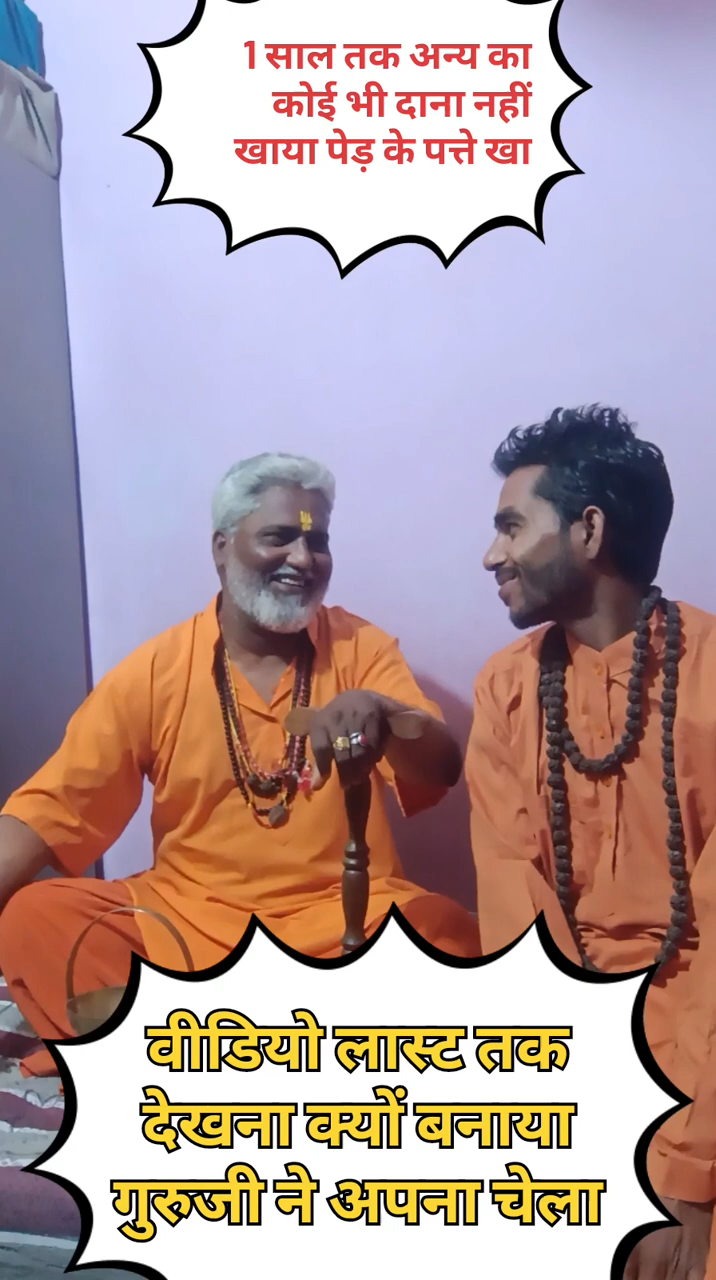 1 साल तक अन्य का
कोई भी दाना नहीं
खाया पेड़ के पत्ते खा
वीडियो लास्ट तक
देखना क्यों बनाया
गुरुजी ने अपना चेला